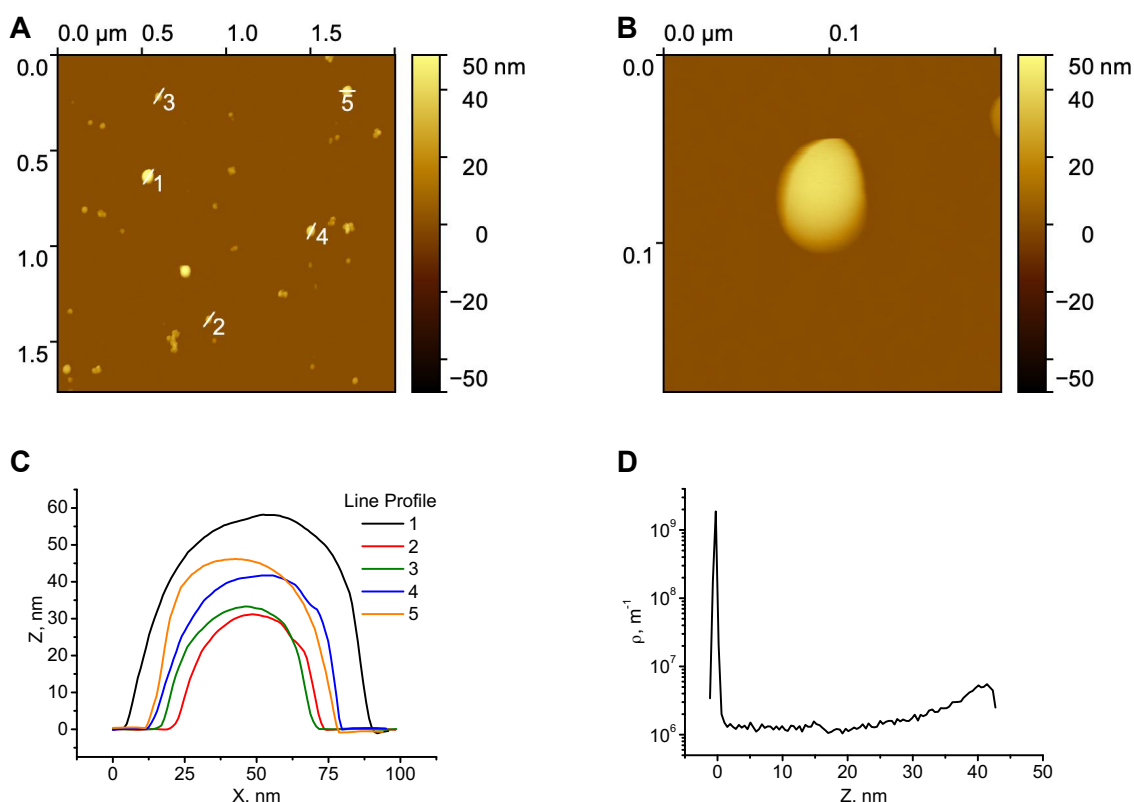 A
0.0 µm 0.5 1.0 1.5
0.0
0.5
1.0
1.5
3
5
1
4
2
50 nm
40
20
0
−20
−40
−50
B
0.0 µm 0.1
0.0
0.1
50 nm
40
20
0
−20
−40
−50
C
Z, nm
60
50
40
30
20
10
0
0 25 50 75 100
X, nm
Line Profile
1
2
3
4
5
D
ρ, m⁻¹
10⁹
10⁸
10⁷
10⁶
0 10 20 30 40 50
Z, nm